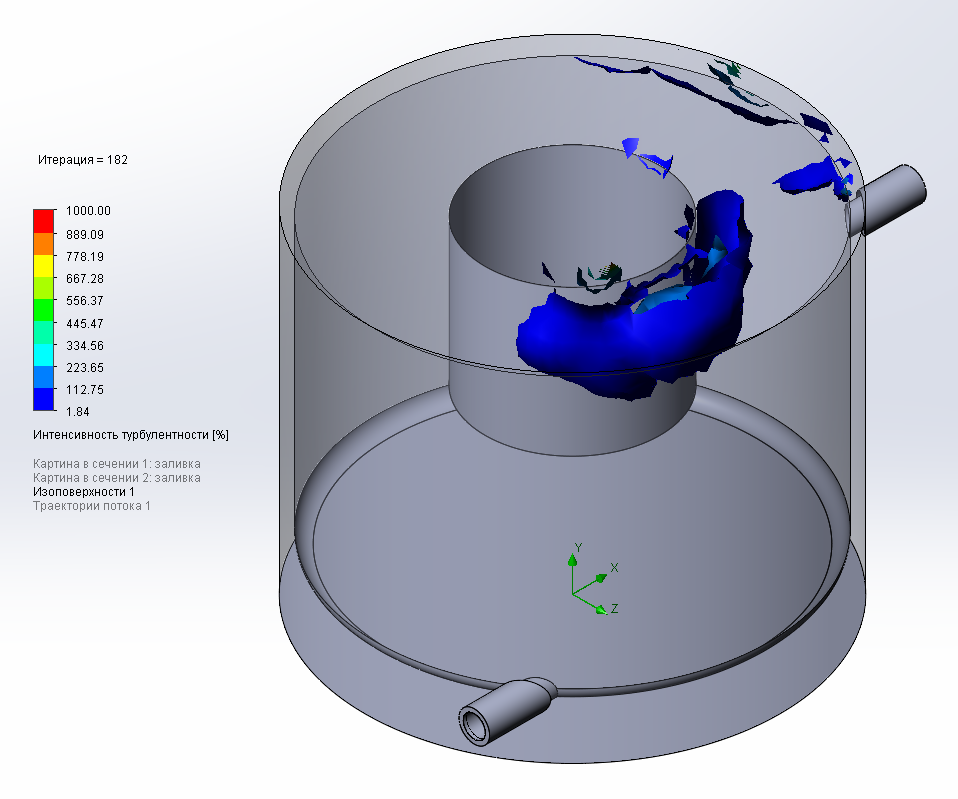 Итерация = 182
1000.00
889.09
778.19
667.28
556.37
445.47
334.56
223.65
112.75
1.84
Интенсивность турбулентности [%]
Картина в сечении 1: заливка
Картина в сечении 2: заливка
Изоповерхности 1
Траектории потока 1
Y
X
Z